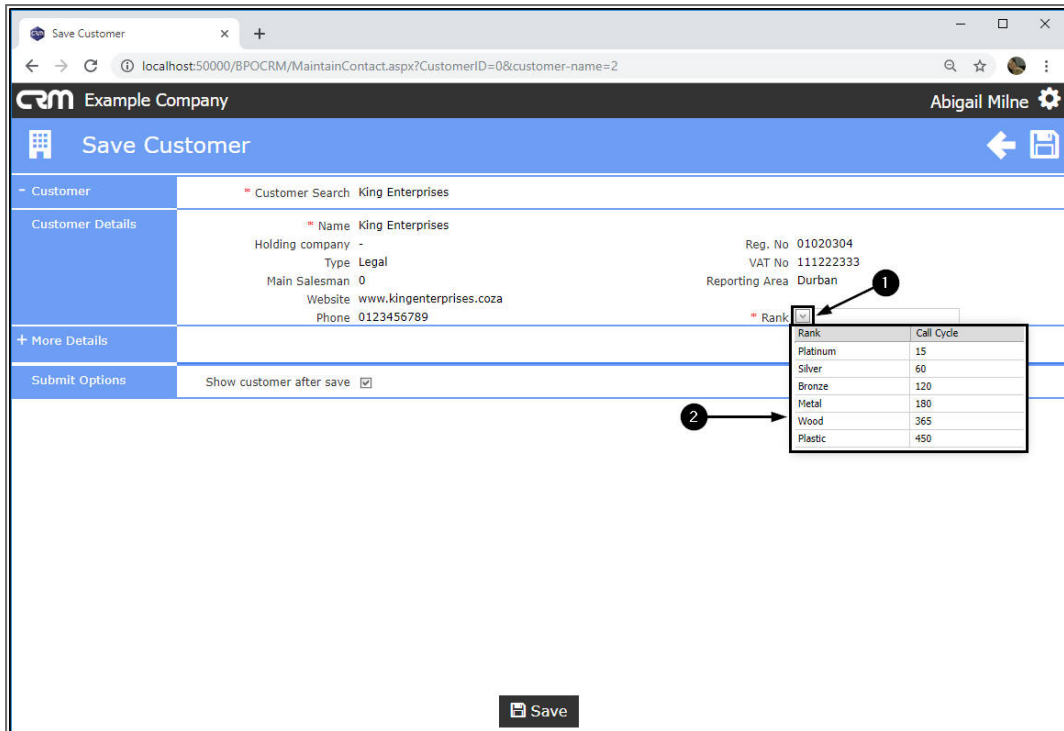 Save Customer
localhost:50000/BPOCRM/MaintainContact.aspx?CustomerID=0&customer-name=2
CRM Example Company Abigail Milne
Save Customer
- Customer * Customer Search King Enterprises
Customer Details * Name King Enterprises
Holding company - Reg. No 01020304
Type Legal VAT No 111222333
Main Salesman 0 Reporting Area Durban 1
Website www.kingenterprises.coza
Phone 0123456789 * Rank
+ More Details Rank Call Cycle
Platinum 15
Submit Options Show customer after save Silver 60
Bronze 120
Metal 180
2 Wood 365
Plastic 450
Save